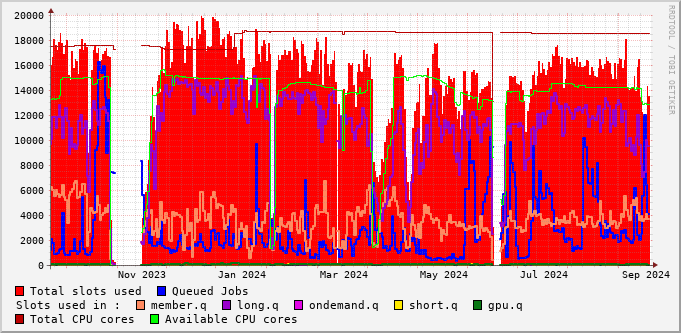 20000
18000
16000
14000
12000
10000
8000
6000
4000
2000
0
Nov 2023 Jan 2024 Mar 2024 May 2024 Jul 2024 Sep 2024
RRDTOOL / TOBI OETIKER
Total slots used Queued Jobs
Slots used in : member.q long.q ondemand.q short.q gpu.q
Total CPU cores Available CPU cores